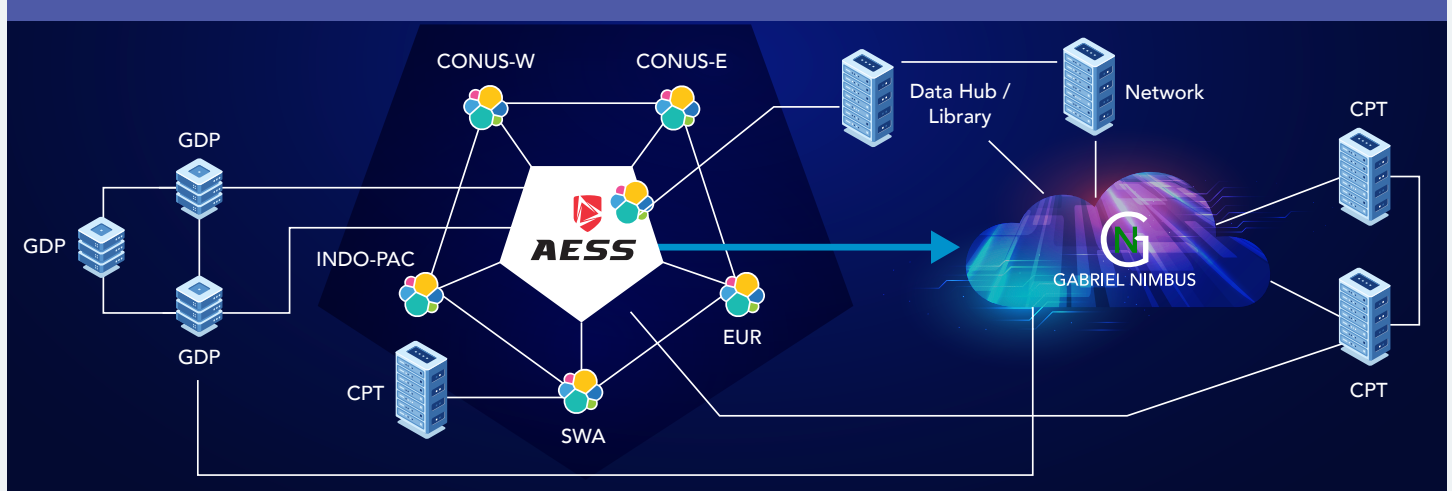 CONUS-W
CONUS-E
GDP
GDP
GDP
INDO-PAC
AESS
EUR
CPT
SWA
Data Hub /
Library
Network
GN
GABRIEL NIMBUS
CPT
CPT